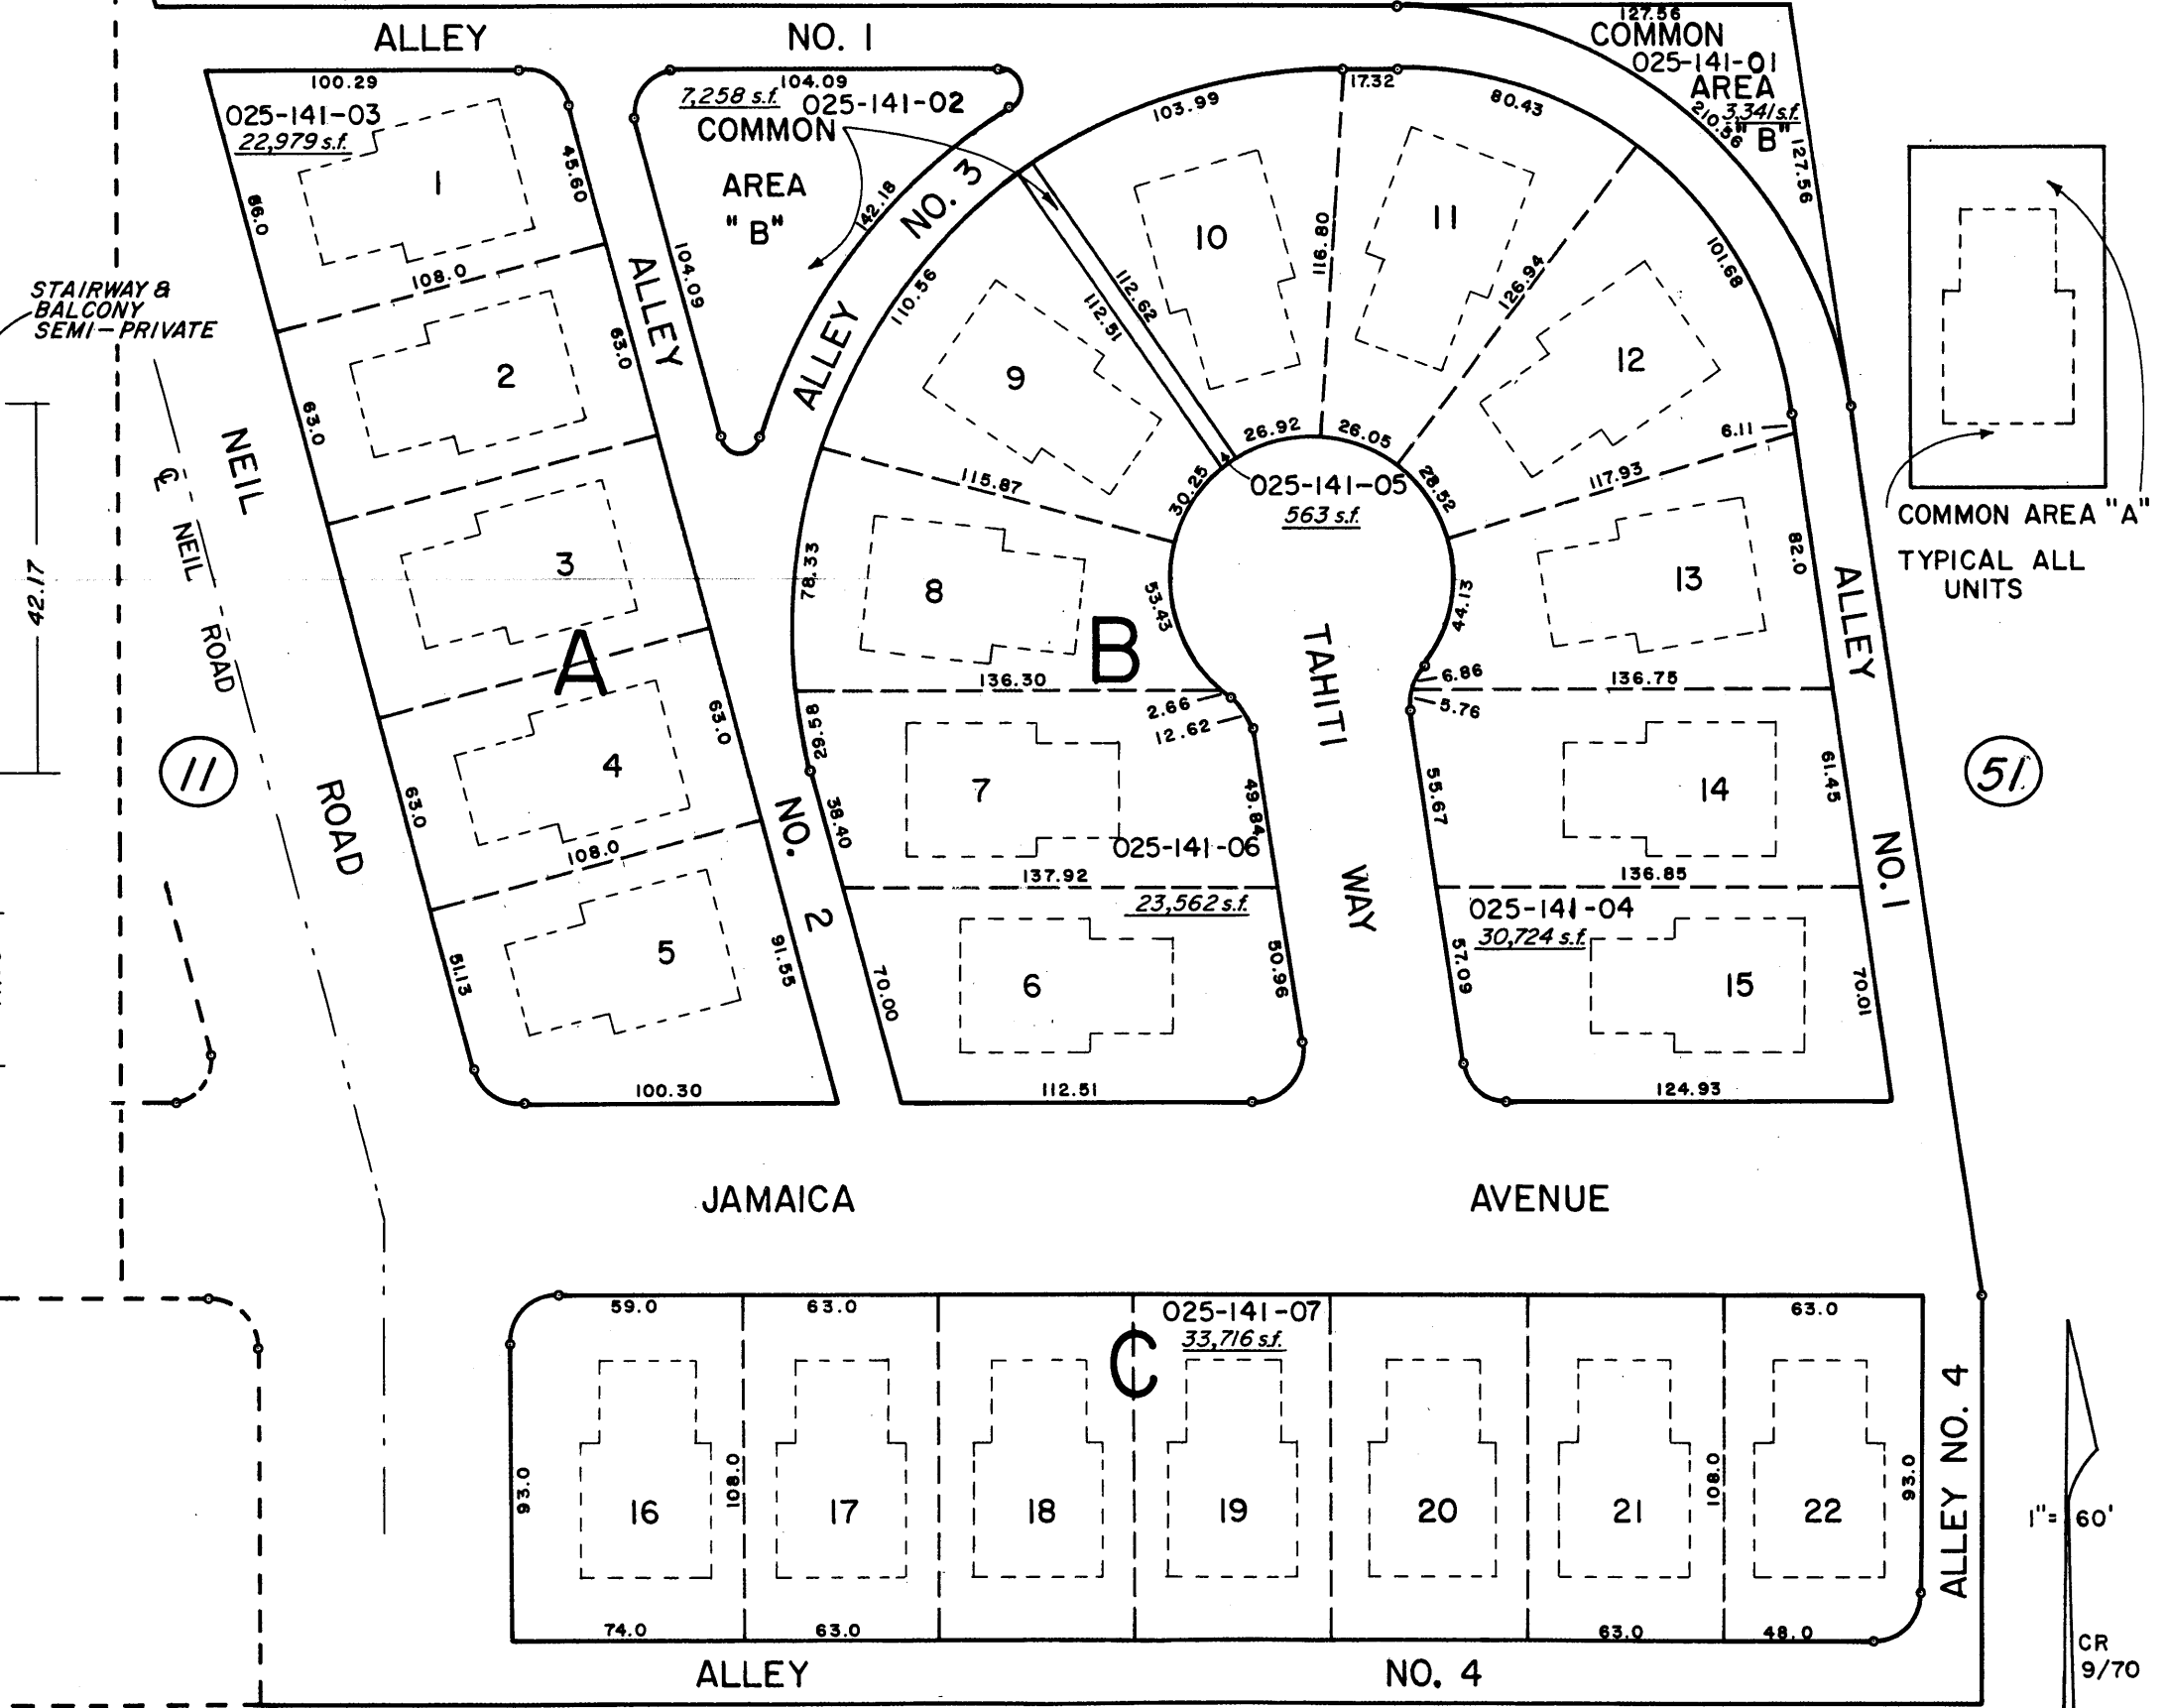 ALLEY NO. 1
127.56
COMMON
025-141-01
AREA
3,341 s.f.
"B"
210.56
127.56
100.29
025-141-03
22,979 s.f.
104.09
7,258 s.f. 025-141-02
COMMON
AREA
"B"
17.32
103.99
80.43
45.60
1
66.0
108.0
142.18
NO. 3
ALLEY
104.09
ALLEY
110.56
10
11
116.80
126.94
101.68
112.62
112.51
STAIRWAY &
BALCONY
SEMI-PRIVATE
2
63.0
63.0
9
12
26.92
26.05
6.11
4
30.25
28.52
115.87
117.93
025-141-05
563 s.f.
COMMON AREA "A"
TYPICAL ALL
UNITS
NEIL
ROAD
℄ NEIL ROAD
42.17
3
A
78.33
8
B
53.43
44.13
82.0
13
ALLEY
NO. 1
136.30
2.66
12.62
6.86
5.76
136.75
TAHITI
WAY
63.0
63.0
29.58
38.40
11
4
7
49.84
55.67
14
61.45
51
NO. 2
025-141-06
108.0
137.92
136.85
23,562 s.f.
025-141-04
30,724 s.f.
51.13
5
91.55
70.00
6
50.96
57.09
15
70.01
100.30
112.51
124.93
JAMAICA AVENUE
59.0
63.0
025-141-07
33,716 s.f.
63.0
C
93.0
108.0
108.0
93.0
16
17
18
19
20
21
22
ALLEY NO. 4
1"= 60'
74.0
63.0
63.0
48.0
ALLEY NO. 4
CR
9/70